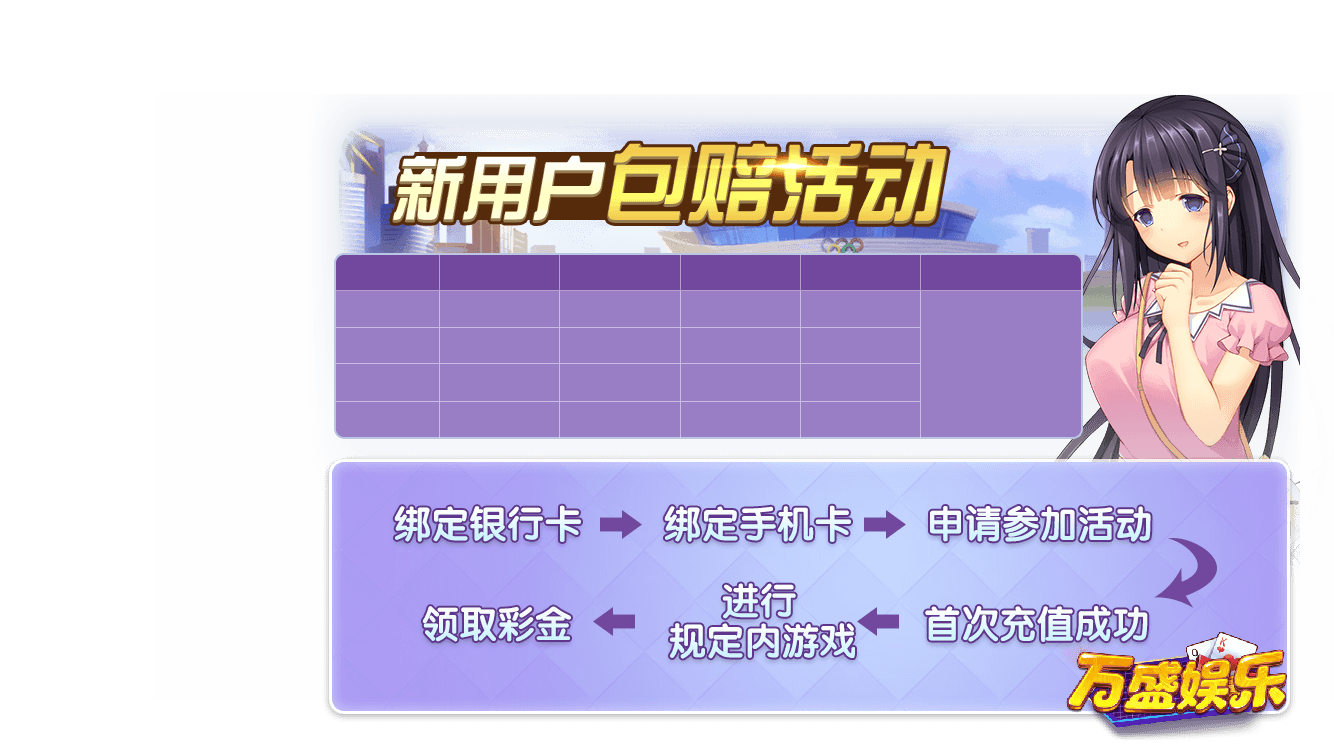 新用户包赔活动
绑定银行卡
绑定手机卡
申请参加活动
首次充值成功
进行
规定内游戏
领取彩金
Q K
万盛娱乐